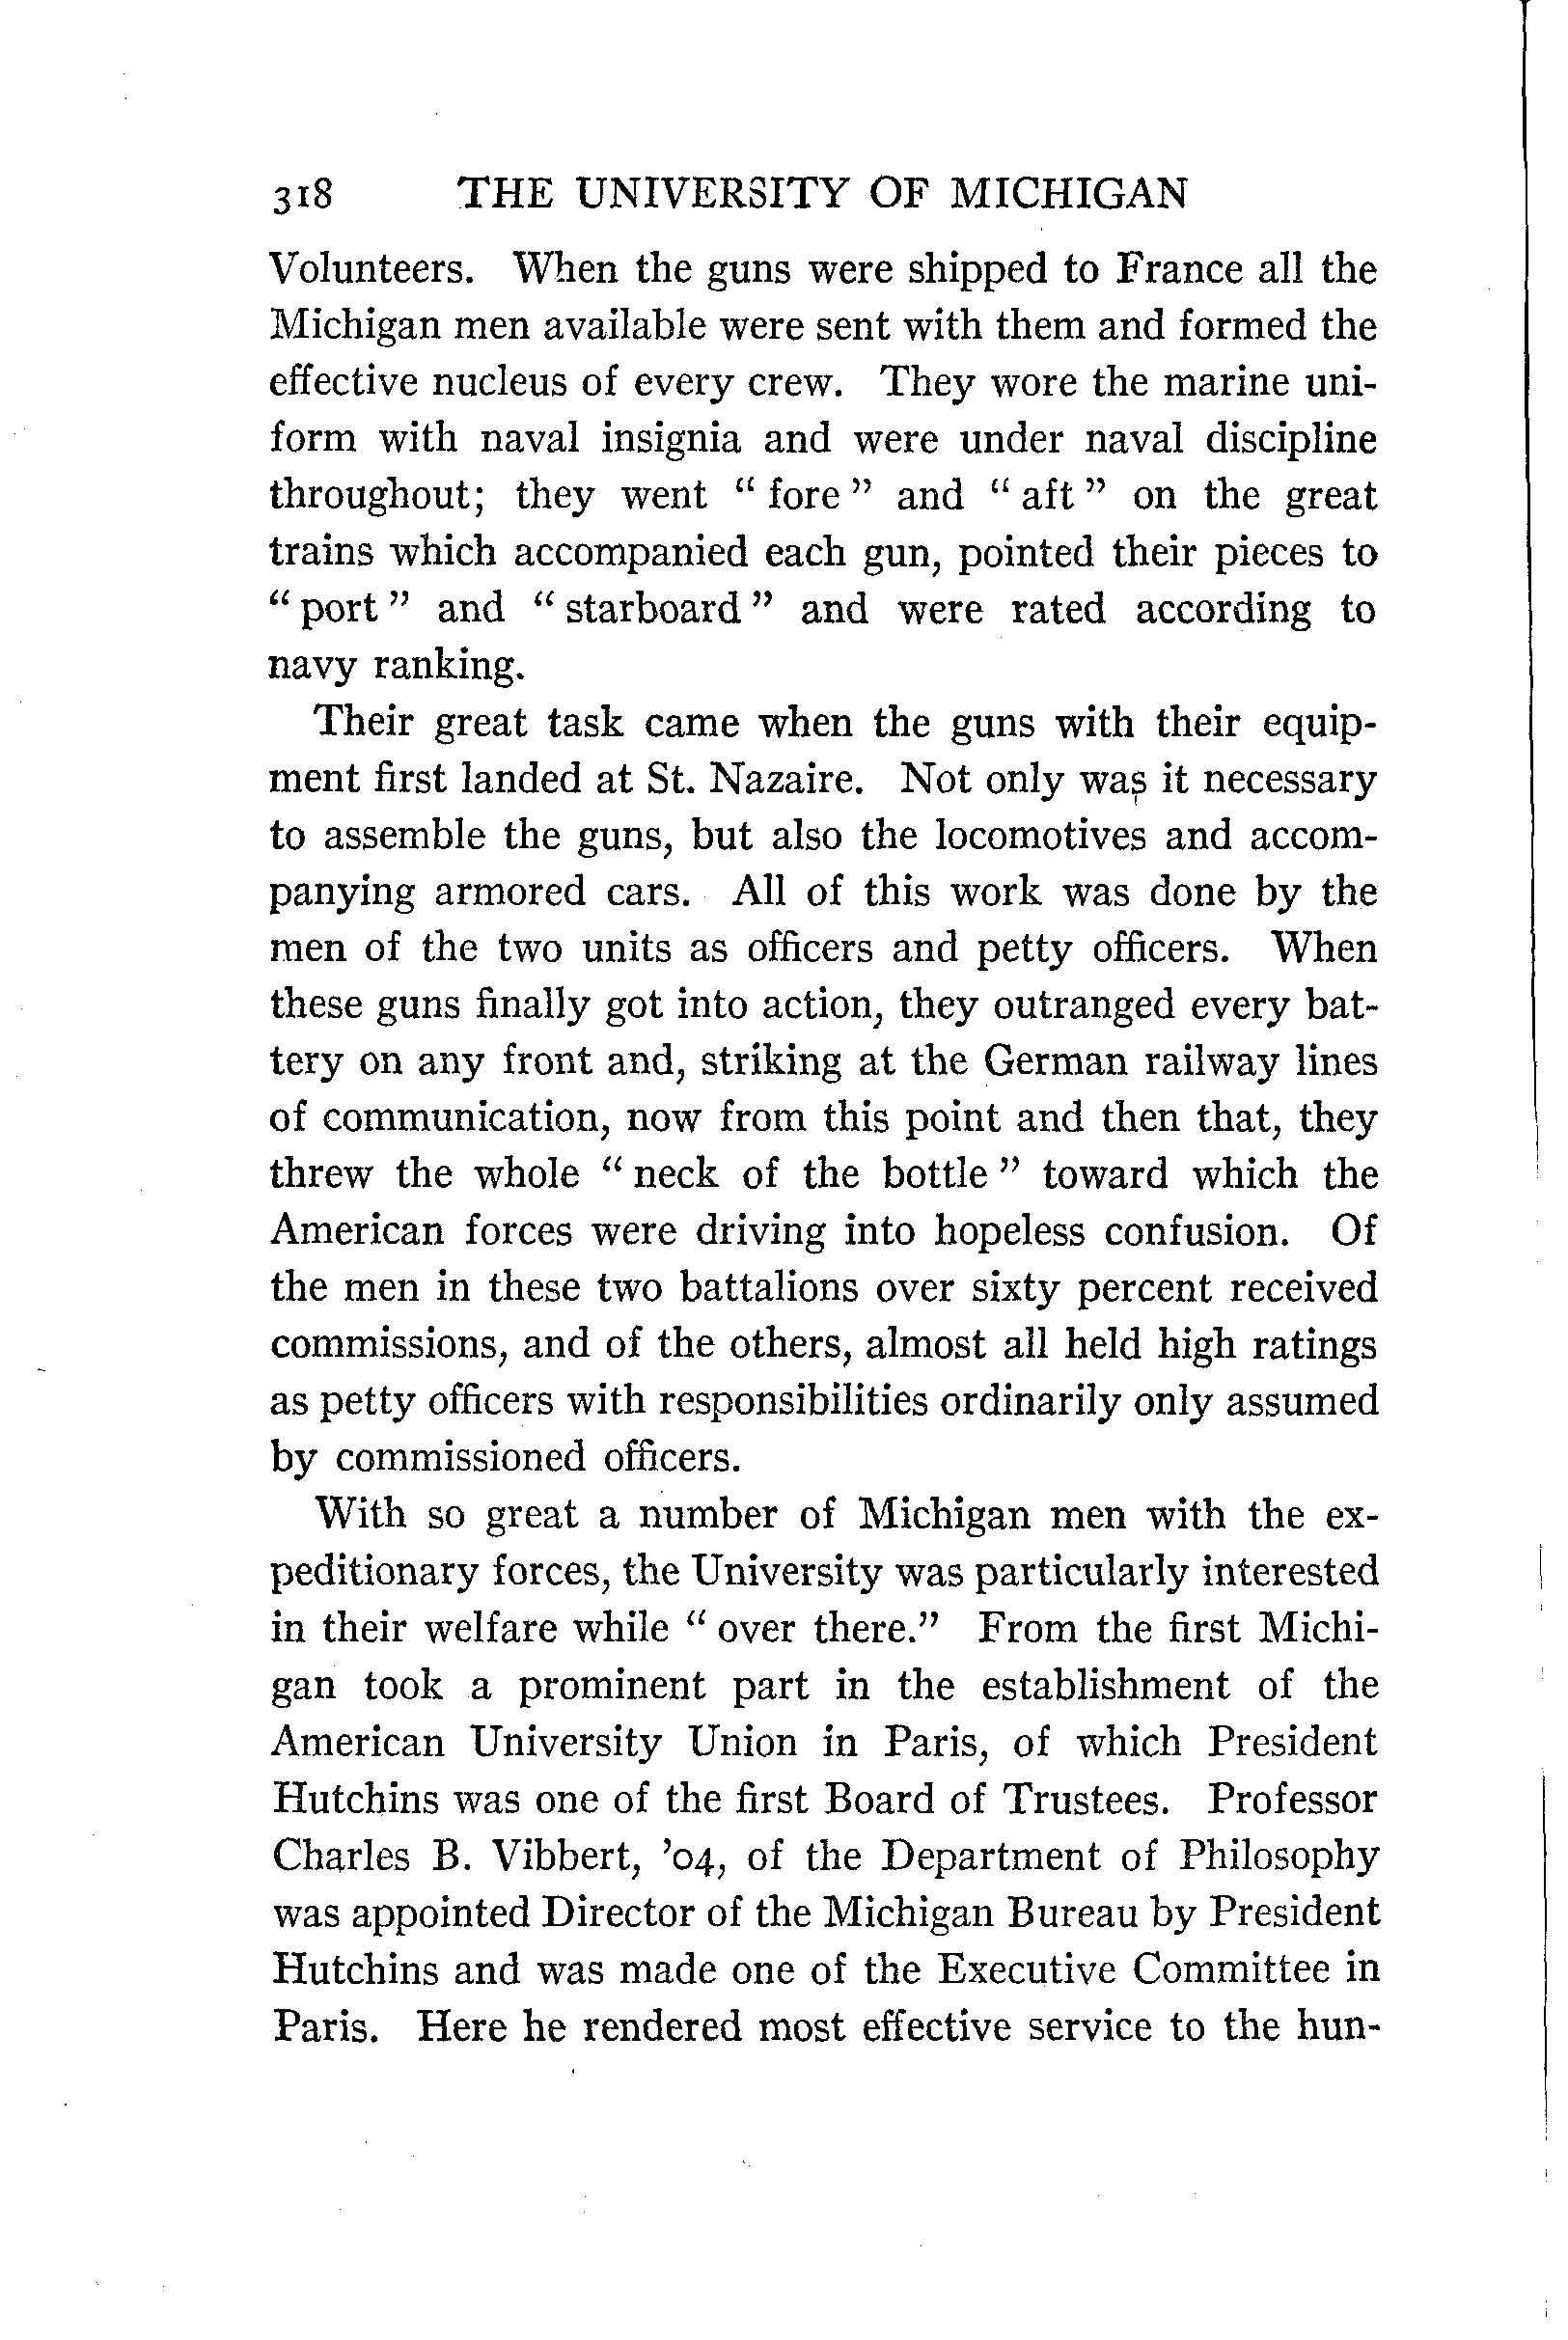 318 THE UNIVERSITY OF MICHIGAN
Volunteers. When the guns were shipped to France all the
Michigan men available were sent with them and formed the
effective nucleus of every crew. They wore the marine uni-
form with naval insignia and were under naval discipline
throughout; they went " fore " and " aft " on the great
trains which accompanied each gun, pointed their pieces to
" port " and " starboard " and were rated according to
navy ranking.
Their great task came when the guns with their equip-
ment first landed at St. Nazaire. Not only was it necessary
to assemble the guns, but also the locomotives and accom-
panying armored cars. All of this work was done by the
men of the two units as officers and petty officers. When
these guns finally got into action, they outranged every bat-
tery on any front and, striking at the German railway lines
of communication, now from this point and then that, they
threw the whole " neck of the bottle " toward which the
American forces were driving into hopeless confusion. Of
the men in these two battalions over sixty percent received
commissions, and of the others, almost all held high ratings
as petty officers with responsibilities ordinarily only assumed
by commissioned officers.
With so great a number of Michigan men with the ex-
peditionary forces, the University was particularly interested
in their welfare while " over there." From the first Michi-
gan took a prominent part in the establishment of the
American University Union in Paris, of which President
Hutchins was one of the first Board of Trustees. Professor
Charles B. Vibbert, '04, of the Department of Philosophy
was appointed Director of the Michigan Bureau by President
Hutchins and was made one of the Executive Committee in
Paris. Here he rendered most effective service to the hun-